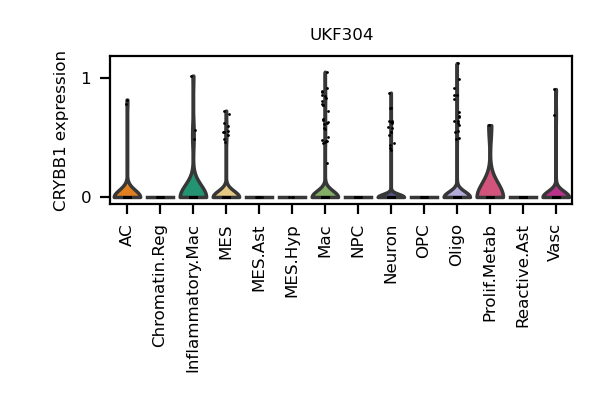 UKF304
CRYBB1 expression
1
0
AC
Chromatin.Reg
Inflammatory.Mac
MES
MES.Ast
MES.Hyp
Mac
NPC
Neuron
OPC
Oligo
Prolif.Metab
Reactive.Ast
Vasc